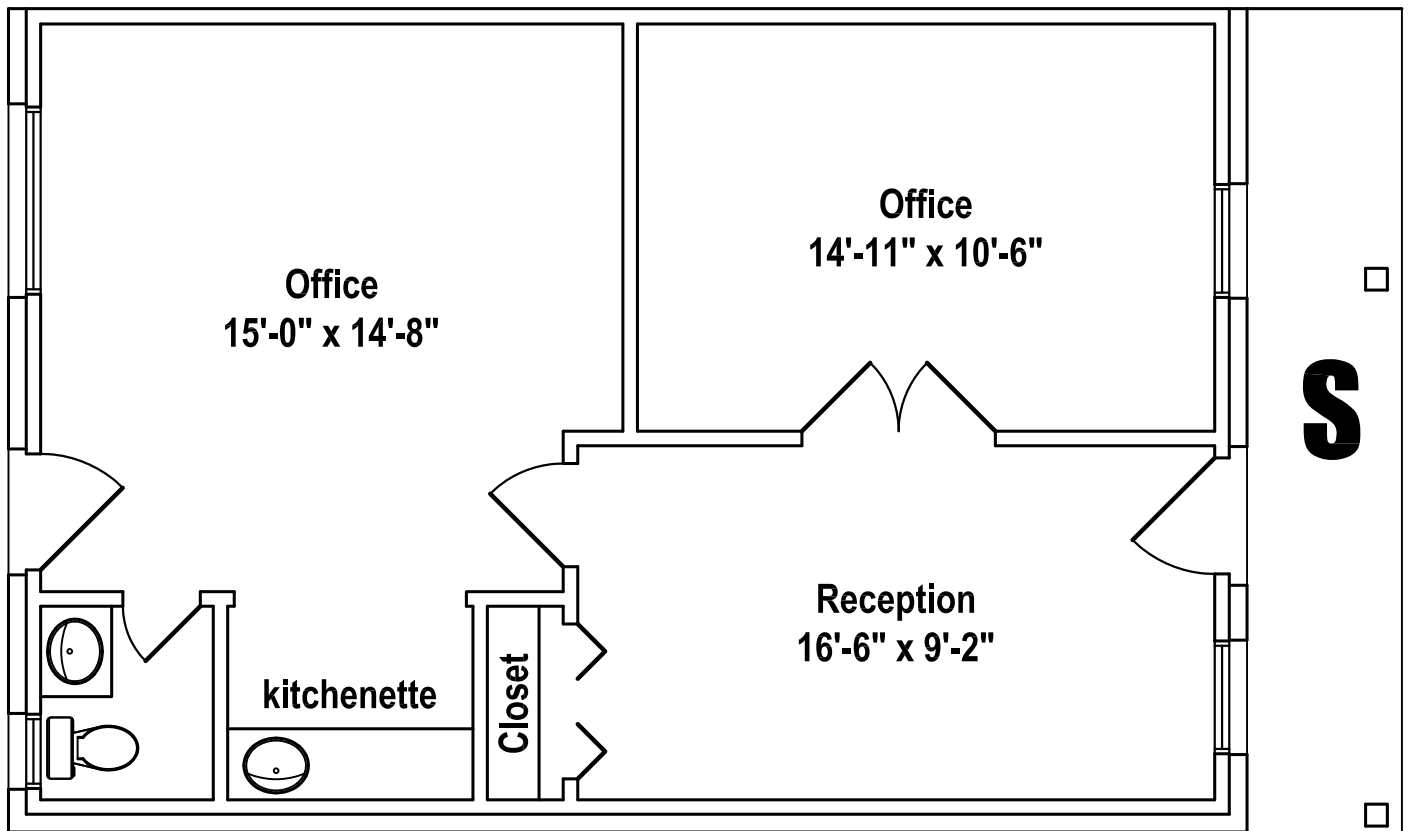 Office
14'-11" x 10'-6"
Office
15'-0" x 14'-8"
S
Reception
16'-6" x 9'-2"
kitchenette
Closet